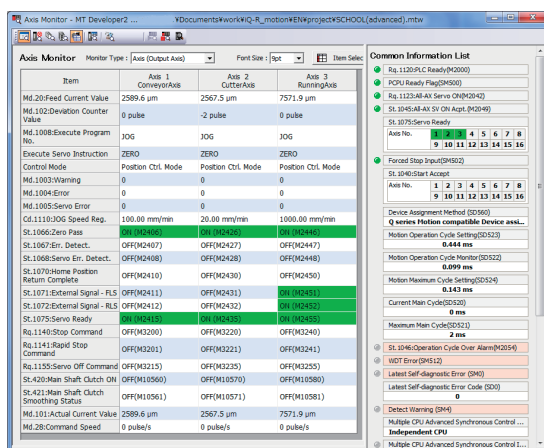 Axis Monitor - MT Developer2 ... .¥Documents¥work¥iQ-R_motion¥EN¥project¥SCHOOL(advanced).mtw
Axis Monitor Monitor Type : Axis (Output Axis) Font Size : 9pt Item Selec
Item Axis 1 ConveyorAxis Axis 2 CutterAxis Axis 3 RunningAxis
Md.20:Feed Current Value 2589.6 µm 2567.5 µm 7571.9 µm
Md.102:Deviation Counter Value 0 pulse -2 pulse 0 pulse
Md.1008:Execute Program No. JOG JOG JOG
Execute Servo Instruction ZERO ZERO ZERO
Control Mode Position Ctrl. Mode Position Ctrl. Mode Position Ctrl. Mode
Md.1003:Warning 0 0 0
Md.1004:Error 0 0 0
Md.1005:Servo Error 0 0 0
Cd.1110:JOG Speed Reg. 100.00 mm/min 20.00 mm/min 1000.00 mm/min
St.1066:Zero Pass ON (M2406) ON (M2426) ON (M2446)
St.1067:Err. Detect. OFF(M2407) OFF(M2427) OFF(M2447)
St.1068:Servo Err. Detect. OFF(M2408) OFF(M2428) OFF(M2448)
St.1070:Home Position Return Complete OFF(M2410) OFF(M2430) OFF(M2450)
St.1071:External Signal - FLS OFF(M2411) OFF(M2431) ON (M2451)
St.1072:External Signal - RLS OFF(M2412) OFF(M2432) ON (M2452)
St.1075:Servo Ready ON (M2415) ON (M2435) ON (M2455)
Rq.1140:Stop Command OFF(M3200) OFF(M3220) OFF(M3240)
Rq.1141:Rapid Stop Command OFF(M3201) OFF(M3221) OFF(M3241)
Rq.1155:Servo Off Command OFF(M3215) OFF(M3235) OFF(M3255)
St.420:Main Shaft Clutch ON OFF(M10560) OFF(M10570) OFF(M10580)
St.421:Main Shaft Clutch Smoothing Status OFF(M10561) OFF(M10571) OFF(M10581)
Md.101:Actual Current Value 2589.6 µm 2567.5 µm 7571.9 µm
Md.28:Command Speed 0 pulse/s 0 pulse/s 0 pulse/s
Common Information List
Rq.1120:PLC Ready(M2000)
PCPU Ready Flag(SM500)
Rq.1123:All-AX Servo ON(M2042)
St.1045:All-AX SV ON Acpt.(M2049)
St.1075:Servo Ready
Axis No. 1 2 3 4 5 6 7 8
9 10 11 12 13 14 15 16
Forced Stop Input(SM502)
St.1040:Start Accept
Axis No. 1 2 3 4 5 6 7 8
9 10 11 12 13 14 15 16
Device Assignment Method (SD560)
Q series Motion compatible Device assi...
Motion Operation Cycle Setting(SD523)
0.444 ms
Motion Operation Cycle Monitor(SD522)
0.099 ms
Motion Maximum Cycle Setting(SD524)
0.143 ms
Current Main Cycle(SD520)
0 ms
Maximum Main Cycle(SD521)
2 ms
St.1046:Operation Cycle Over Alarm(M2054)
WDT Error(SM512)
Latest Self-diagnostic Error (SM0)
Latest Self-diagnostic Error Code (SD0)
0
Detect Warning (SM4)
Multiple CPU Advanced Synchronous Control ...
Independent CPU
Multiple CPU Advanced Synchronous Control I...